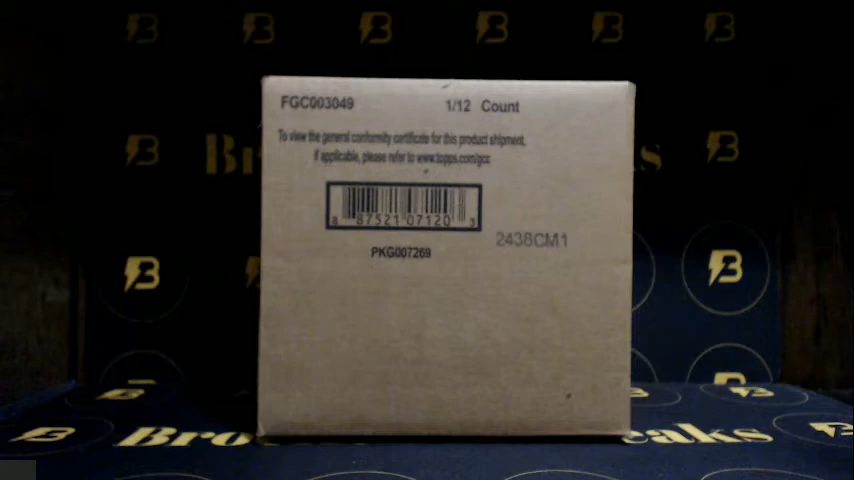 FGC003049 1/12 Count
To view the general conformity certificate for this product shipment,
if applicable, please refer to www.topps.com/gcc
8 87521 07120 3
PKG007269
2438CM1